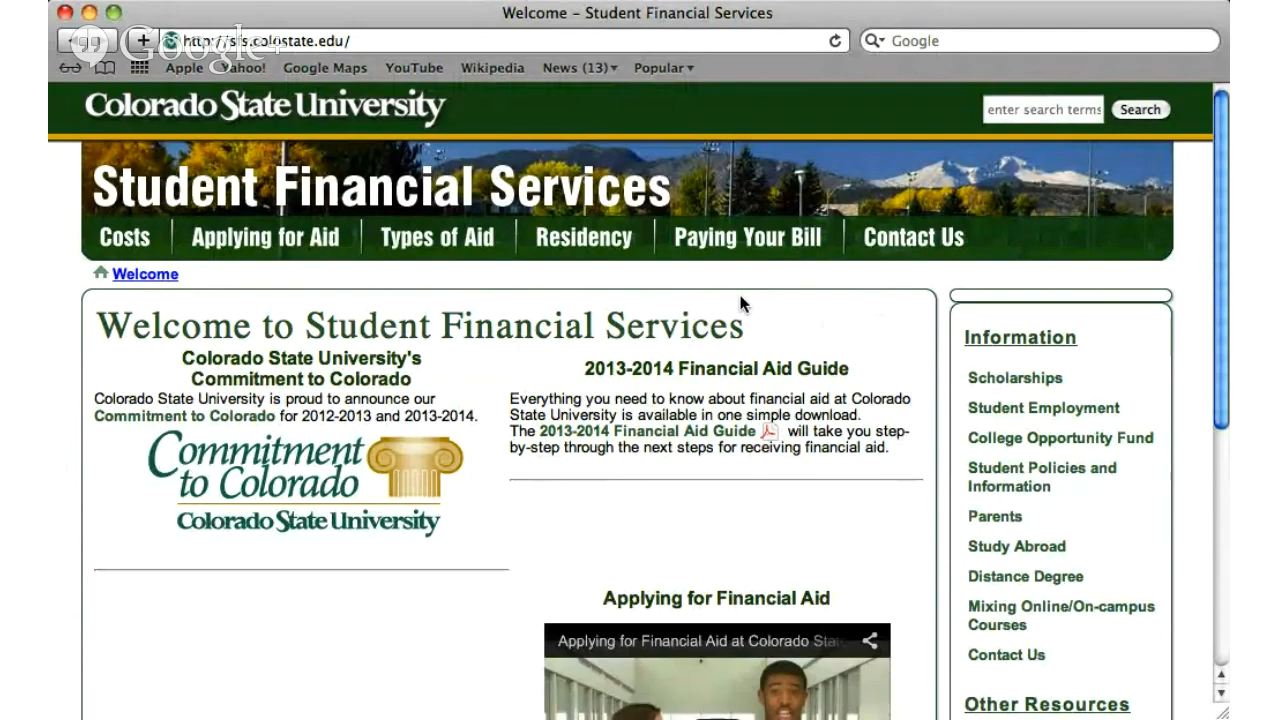 Welcome – Student Financial Services
Google+
http://sfs.colostate.edu/
Google
Apple Yahoo! Google Maps YouTube Wikipedia News (13)▾ Popular▾
Colorado State University
enter search terms
Search
Student Financial Services
Costs
Applying for Aid
Types of Aid
Residency
Paying Your Bill
Contact Us
Welcome
Welcome to Student Financial Services
Colorado State University's
Commitment to Colorado
Colorado State University is proud to announce our
Commitment to Colorado for 2012-2013 and 2013-2014.
Commitment
to Colorado
Colorado State University
2013-2014 Financial Aid Guide
Everything you need to know about financial aid at Colorado
State University is available in one simple download.
The 2013-2014 Financial Aid Guide will take you step-
by-step through the next steps for receiving financial aid.
Applying for Financial Aid
Applying for Financial Aid at Colorado Stat
Information
Scholarships
Student Employment
College Opportunity Fund
Student Policies and
Information
Parents
Study Abroad
Distance Degree
Mixing Online/On-campus
Courses
Contact Us
Other Resources